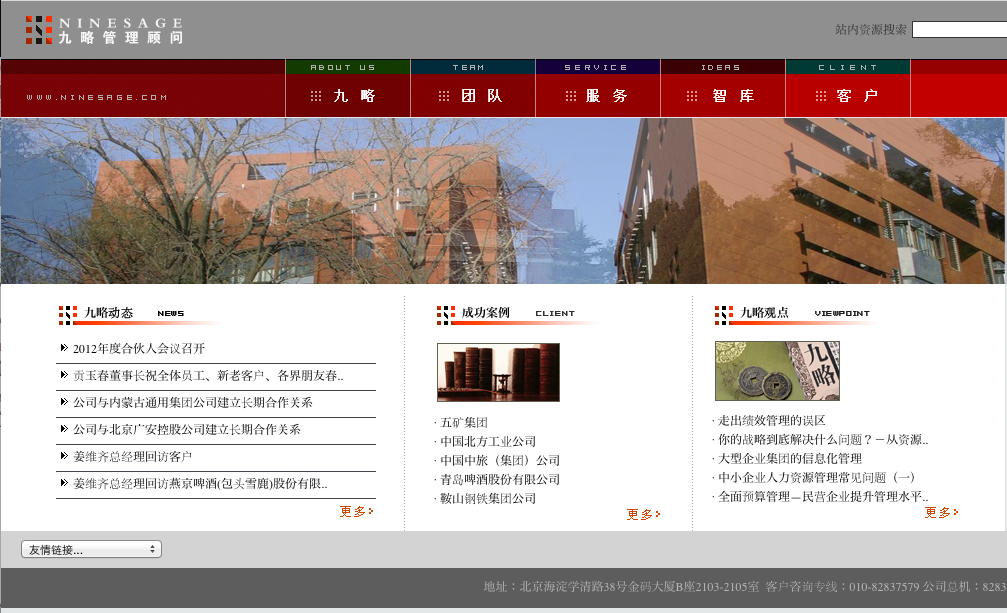 NINESAGE
九略管理顾问
站内资源搜索
ABOUT US
TEAM
SERVICE
IDEAS
CLIENT
WWW.NINESAGE.COM
九 略
团 队
服 务
智 库
客 户
九略动态 NEWS
2012年度合伙人会议召开
贡玉春董事长祝全体员工、新老客户、各界朋友春..
公司与内蒙古通用集团公司建立长期合作关系
公司与北京广安控股公司建立长期合作关系
姜维齐总经理回访客户
姜维齐总经理回访燕京啤酒(包头雪鹿)股份有限..
更多
成功案例 CLIENT
· 五矿集团
· 中国北方工业公司
· 中国中旅（集团）公司
· 青岛啤酒股份有限公司
· 鞍山钢铁集团公司
更多
九略观点 VIEWPOINT
九略
· 走出绩效管理的误区
· 你的战略到底解决什么问题？－从资源..
· 大型企业集团的信息化管理
· 中小企业人力资源管理常见问题（一）
· 全面预算管理—民营企业提升管理水平..
更多
友情链接...
地址：北京海淀学清路38号金码大厦B座2103-2105室 客户咨询专线：010-82837579 公司总机：8283